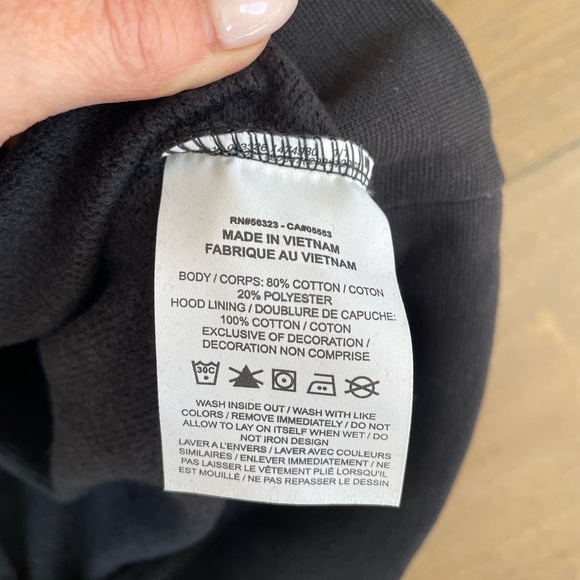 RN#56323 - CA#05553
MADE IN VIETNAM
FABRIQUE AU VIETNAM
BODY / CORPS: 80% COTTON / COTON
20% POLYESTER
HOOD LINING / DOUBLURE DE CAPUCHE:
100% COTTON / COTON
EXCLUSIVE OF DECORATION /
DECORATION NON COMPRISE
30C
WASH INSIDE OUT / WASH WITH LIKE
COLORS / REMOVE IMMEDIATELY / DO NOT
ALLOW TO LAY ON ITSELF WHEN WET / DO
NOT IRON DESIGN
LAVER A L'ENVERS / LAVER AVEC COULEURS
SIMILAIRES / ENLEVER IMMEDIATEMENT / NE
PAS LAISSER LE VÊTEMENT PLIÉ LORSQU'IL
EST MOUILLÉ / NE PAS REPASSER LE DESSIN